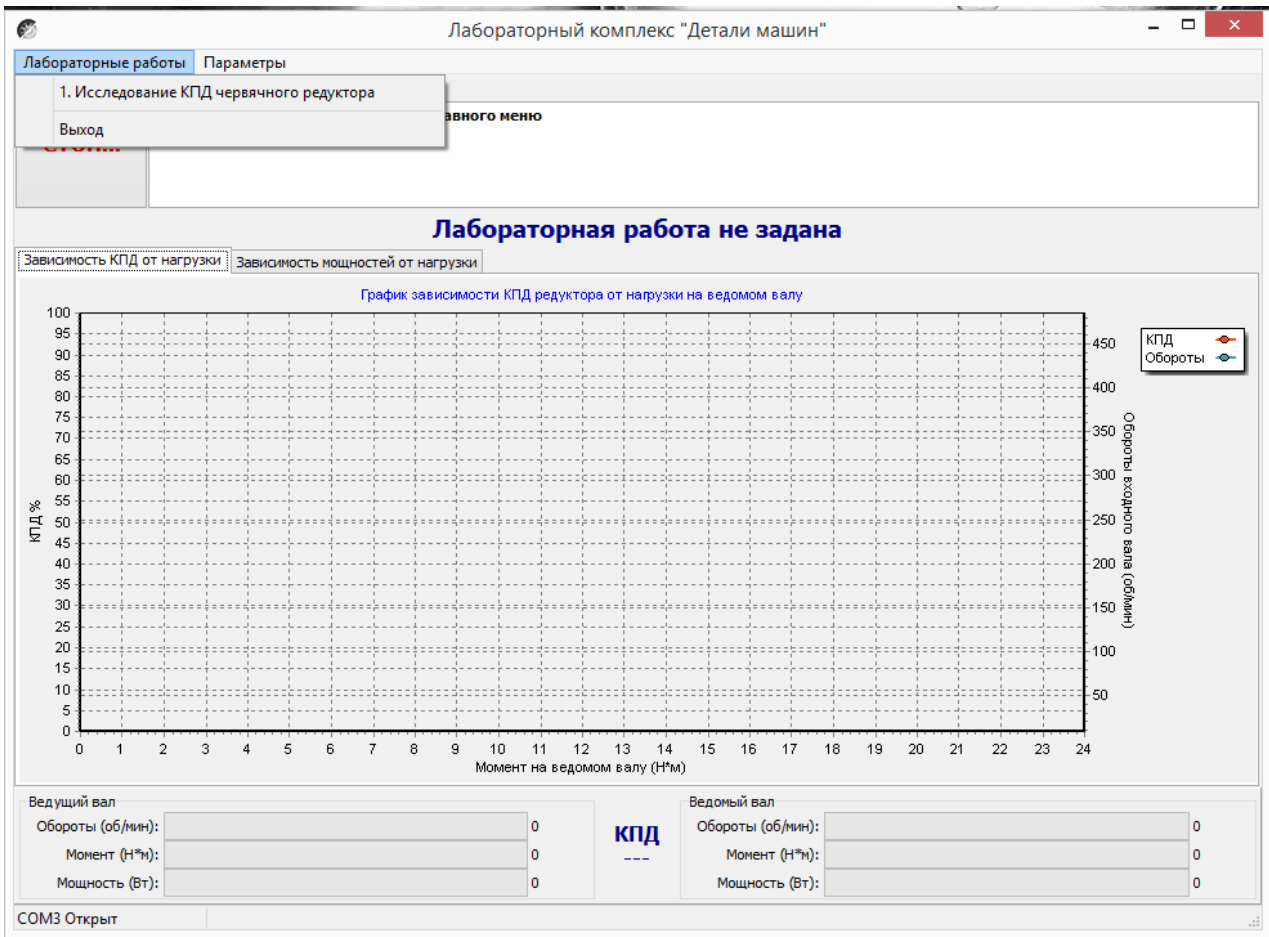 Лабораторный комплекс "Детали машин"
Лабораторные работы Параметры
1. Исследование КПД червячного редуктора
Выход
меню
Лабораторная работа не задана
Зависимость КПД от нагрузки Зависимость мощностей от нагрузки
График зависимости КПД редуктора от нагрузки на ведомом валу
КПД
Обороты
КПД %
100
95
90
85
80
75
70
65
60
55
50
45
40
35
30
25
20
15
10
5
0
450
400
350
300
250
200
150
100
50
Обороты входного вала (об/мин)
0 1 2 3 4 5 6 7 8 9 10 11 12 13 14 15 16 17 18 19 20 21 22 23 24
Момент на ведомом валу (Н*м)
Ведущий вал
Обороты (об/мин): 0
Момент (Н*м): 0
Мощность (Вт): 0
КПД
---
Ведомый вал
Обороты (об/мин): 0
Момент (Н*м): 0
Мощность (Вт): 0
COM3 Открыт